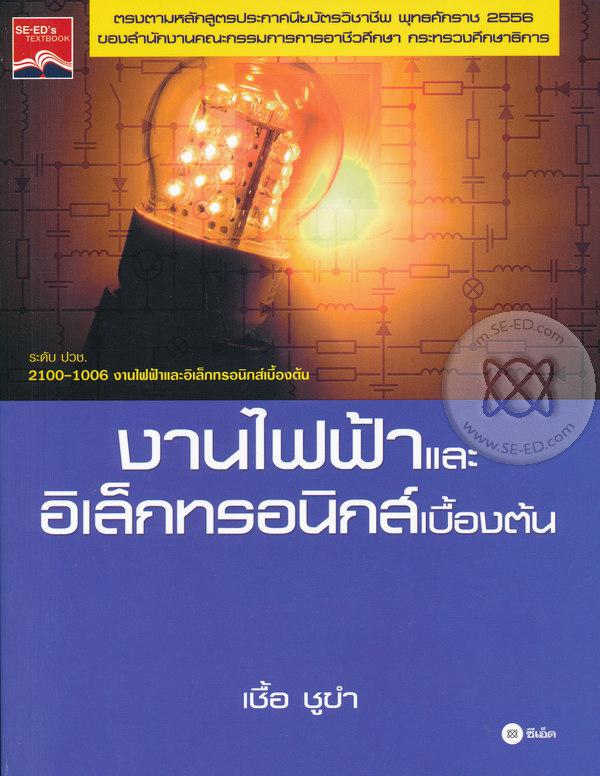 SE-ED's
TEXTBOOK
ตรงตามหลักสูตรประกาศนียบัตรวิชาชีพ พุทธศักราช 2556
ของสำนักงานคณะกรรมการการอาชีวศึกษา กระทรวงศึกษาธิการ
m.SE-ED.com
www.SE-ED.com
ระดับ ปวช.
2100-1006 งานไฟฟ้าและอิเล็กทรอนิกส์เบื้องต้น
งานไฟฟ้าและ
อิเล็กทรอนิกส์เบื้องต้น
เชื้อ ชูขำ
ซีเอ็ด